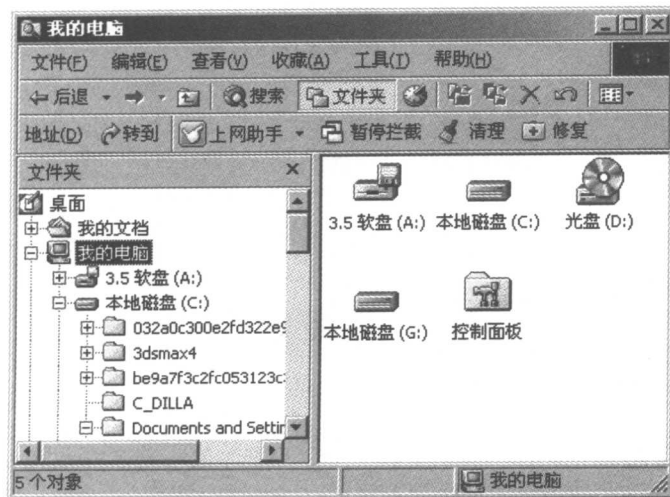 我的电脑
文件(F) 编辑(E) 查看(V) 收藏(A) 工具(T) 帮助(H)
后退 搜索 文件夹
地址(D) 转到 上网助手 暂停拦截 清理 修复
文件夹
桌面
我的文档
我的电脑
3.5 软盘 (A:)
本地磁盘 (C:)
032a0c300e2fd322e9
3dsmax4
be9a7f3c2fc053123c
C_DILLA
Documents and Settin
3.5 软盘 (A:) 本地磁盘 (C:) 光盘 (D:)
本地磁盘 (G:) 控制面板
5 个对象 我的电脑